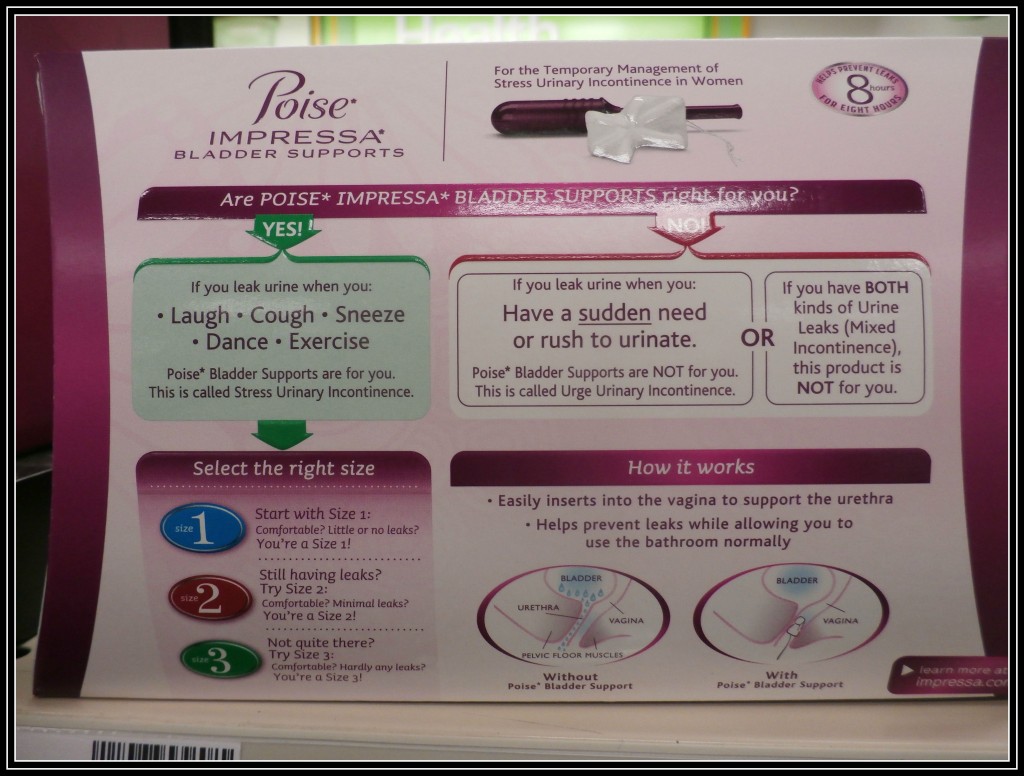 Health
Poise*
IMPRESSA*
BLADDER SUPPORTS
For the Temporary Management of
Stress Urinary Incontinence in Women
HELPS PREVENT LEAKS
8 hours
FOR EIGHT HOURS
Are POISE* IMPRESSA* BLADDER SUPPORTS right for you?
YES!
NO!
If you leak urine when you:
• Laugh • Cough • Sneeze
• Dance • Exercise
Poise* Bladder Supports are for you.
This is called Stress Urinary Incontinence.
If you leak urine when you:
Have a sudden need
or rush to urinate.
Poise* Bladder Supports are NOT for you.
This is called Urge Urinary Incontinence.
OR
If you have BOTH
kinds of Urine
Leaks (Mixed
Incontinence),
this product is
NOT for you.
Select the right size
size 1
Start with Size 1:
Comfortable? Little or no leaks?
You're a Size 1!
size 2
Still having leaks?
Try Size 2:
Comfortable? Minimal leaks?
You're a Size 2!
size 3
Not quite there?
Try Size 3:
Comfortable? Hardly any leaks?
You're a Size 3!
How it works
• Easily inserts into the vagina to support the urethra
• Helps prevent leaks while allowing you to
use the bathroom normally
BLADDER
URETHRA
VAGINA
PELVIC FLOOR MUSCLES
Without
Poise* Bladder Support
BLADDER
VAGINA
With
Poise* Bladder Support
learn more at
impressa.co